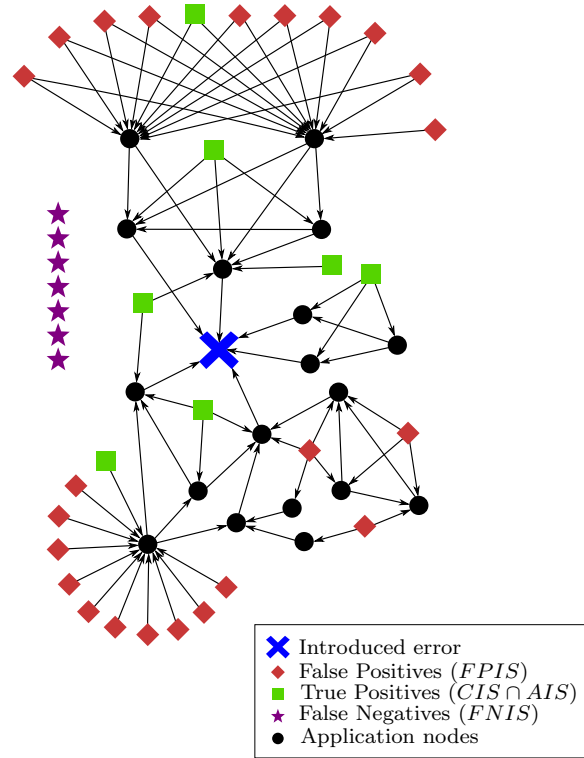 Introduced error
False Positives (FPIS)
True Positives (CIS ∩ AIS)
False Negatives (FNIS)
Application nodes